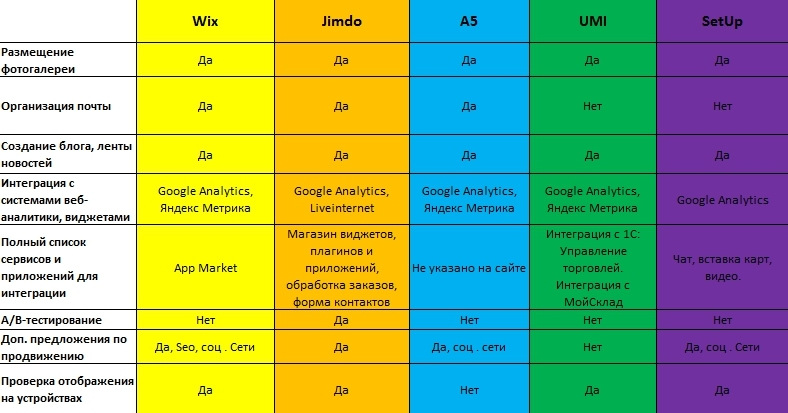 Wix Jimdo A5 UMI SetUp
Размещение
фотогалереи
Да Да Да Да Да
Организация почты Да Да Да Нет Нет
Создание блога, ленты
новостей
Да Да Да Да Да
Интеграция с
системами веб-
аналитики, виджетами
Google Analytics,
Яндекс Метрика
Google Analytics,
Liveinternet
Google Analytics,
Яндекс Метрика
Google Analytics,
Яндекс Метрика
Google Analytics
Полный список
сервисов и
приложений для
интеграции
App Market
Магазин виджетов,
плагинов и
приложений,
обработка заказов,
форма контактов
Не указано на сайте
Интеграция с 1С:
Управление
торговлей.
Интеграция с
МойСклад
Чат, вставка карт,
видео.
А/В-тестирование Нет Да Нет Нет Нет
Доп. предложения по
продвижению
Да, Seo, соц . Сети Да Да, соц . сети Нет Да, соц . Сети
Проверка отображения
на устройствах
Да Да Нет Да Да